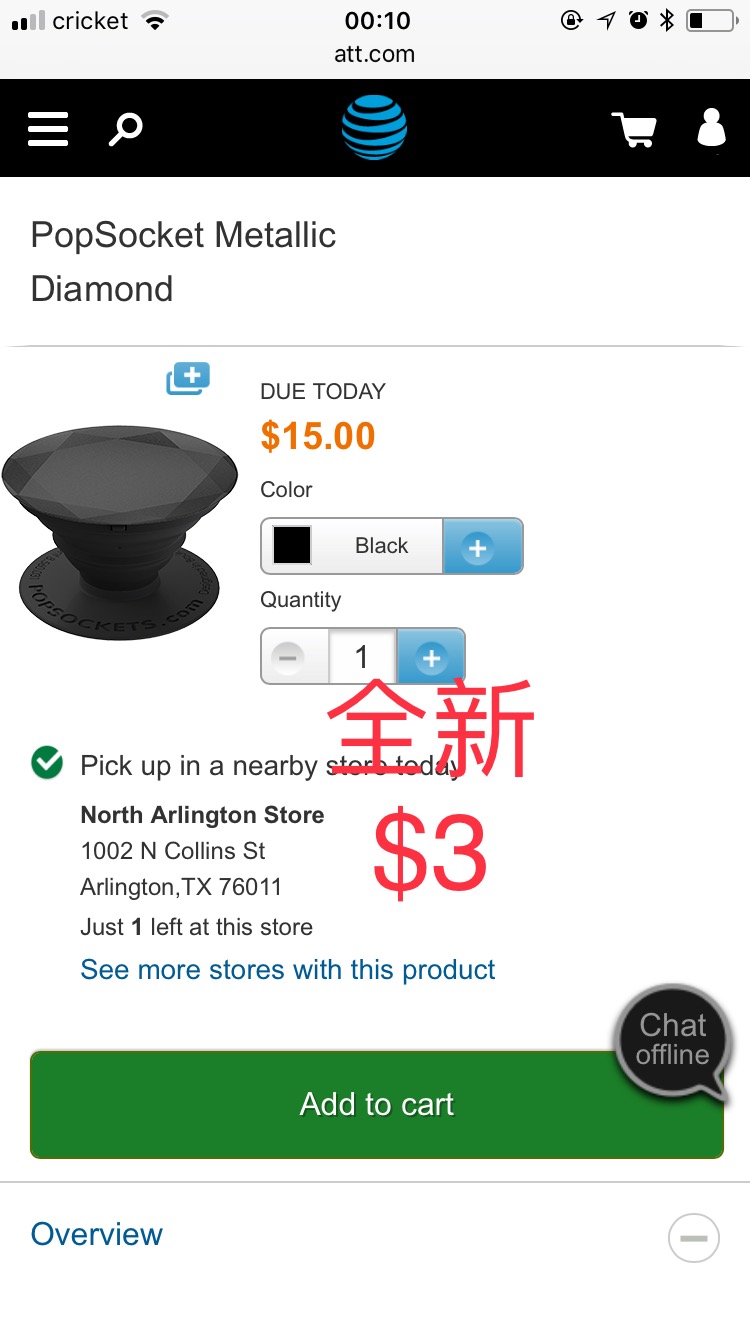 cricket 00:10
att.com
PopSocket Metallic
Diamond
DUE TODAY
$15.00
Color
Black
Quantity
1
全新
Pick up in a nearby store today
North Arlington Store
$3
1002 N Collins St
Arlington,TX 76011
Just 1 left at this store
See more stores with this product
Chat
offline
Add to cart
Overview
POPSOCKETS.com